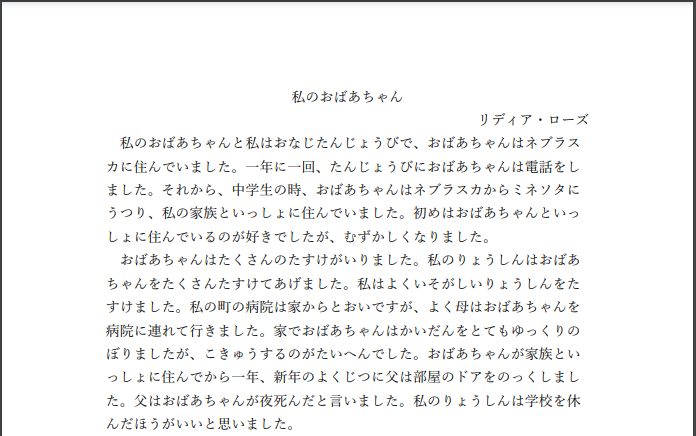 私のおばあちゃん
リディア・ローズ
私のおばあちゃんと私はおなじたんじょうびで、おばあちゃんはネブラス
カに住んでいました。一年に一回、たんじょうびにおばあちゃんは電話をし
ました。それから、中学生の時、おばあちゃんはネブラスカからミネソタに
うつり、私の家族といっしょに住んでいました。初めはおばあちゃんといっ
しょに住んでいるのが好きでしたが、むずかしくなりました。
おばあちゃんはたくさんのたすけがいりました。私のりょうしんはおばあ
ちゃんをたくさんたすけてあげました。私はよくいそがしいりょうしんをた
すけました。私の町の病院は家からとおいですが、よく母はおばあちゃんを
病院に連れて行きました。家でおばあちゃんはかいだんをとてもゆっくりの
ぼりましたが、こきゅうするのがたいへんでした。おばあちゃんが家族とい
っしょに住んでから一年、新年のよくじつに父は部屋のドアをのっくしまし
た。父はおばあちゃんが夜死んだと言いました。私のりょうしんは学校を休
んだほうがいいと思いました。